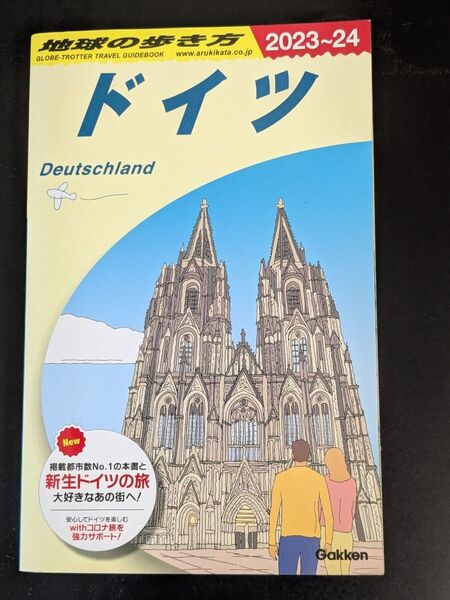 地球の歩き方
GLOBE-TROTTER TRAVEL GUIDEBOOK www.arukikata.co.jp
2023~24
ドイツ
Deutschland
New
掲載都市数No.1の本書と
新生ドイツの旅
大好きなあの街へ!
安心してドイツを楽しむ
withコロナ旅を
強力サポート!
Gakken